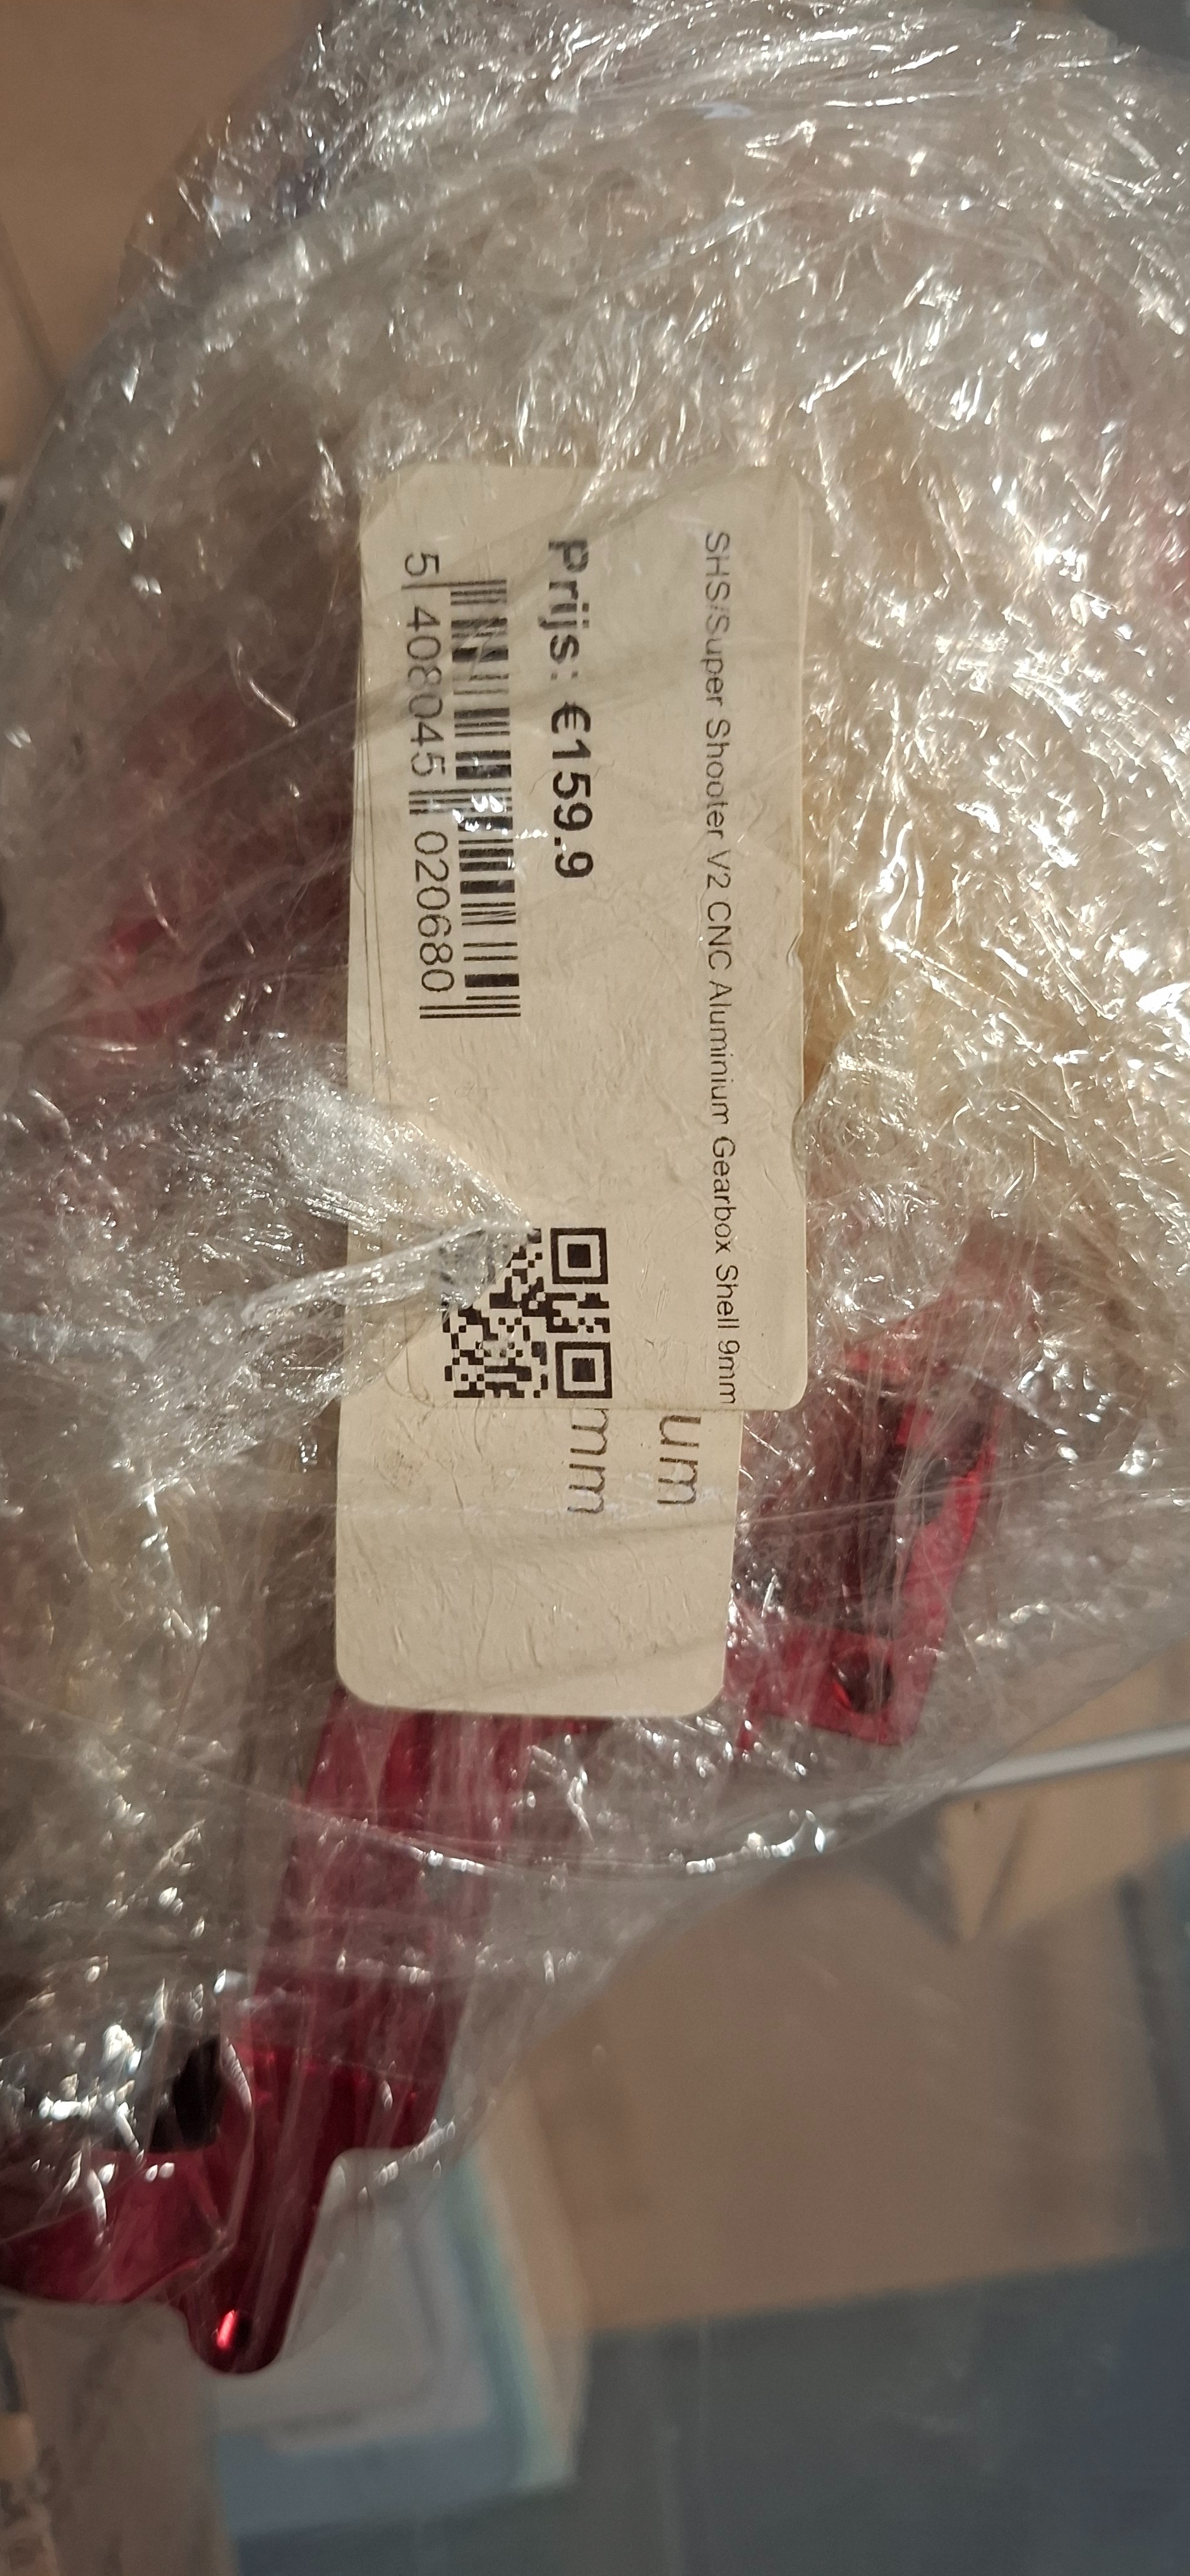 SHS/Super Shooter V2 CNC Aluminium Gearbox Shell 9mm
Prijs: €159.9
5 408045 020680
um
mm